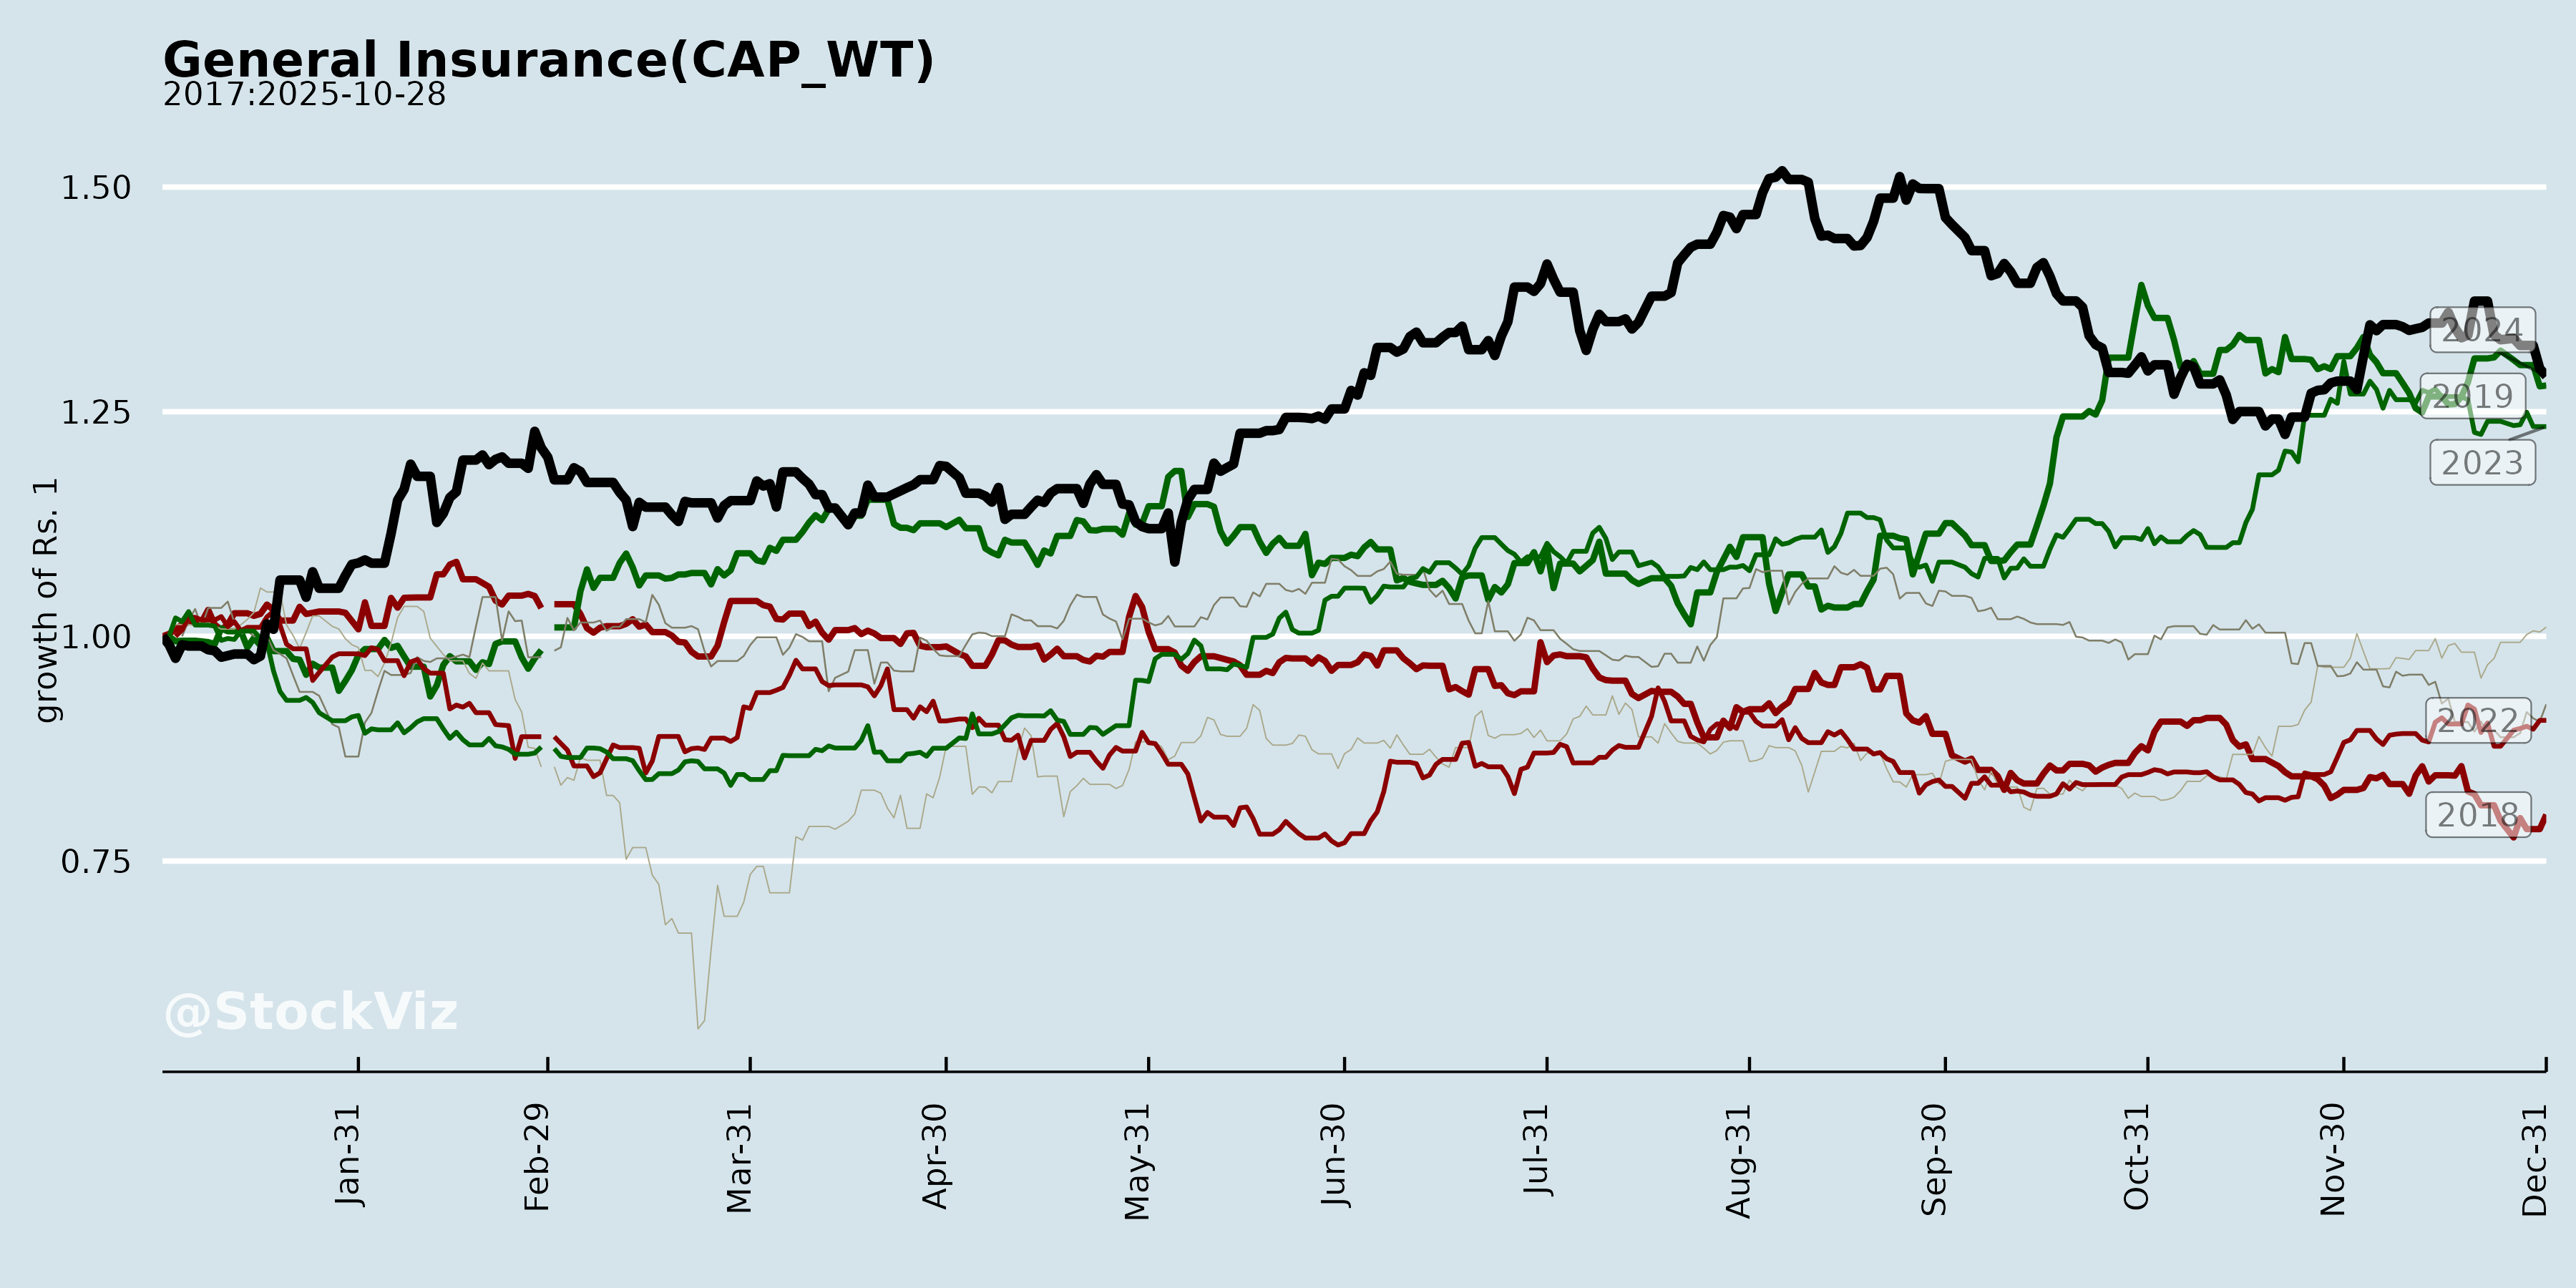 General Insurance(CAP_WT)
2017:2025-10-28
growth of Rs. 1
1.50
1.25
1.00
0.75
2024
2019
2023
2022
2018
@StockViz
Jan-31
Feb-29
Mar-31
Apr-30
May-31
Jun-30
Jul-31
Aug-31
Sep-30
Oct-31
Nov-30
Dec-31